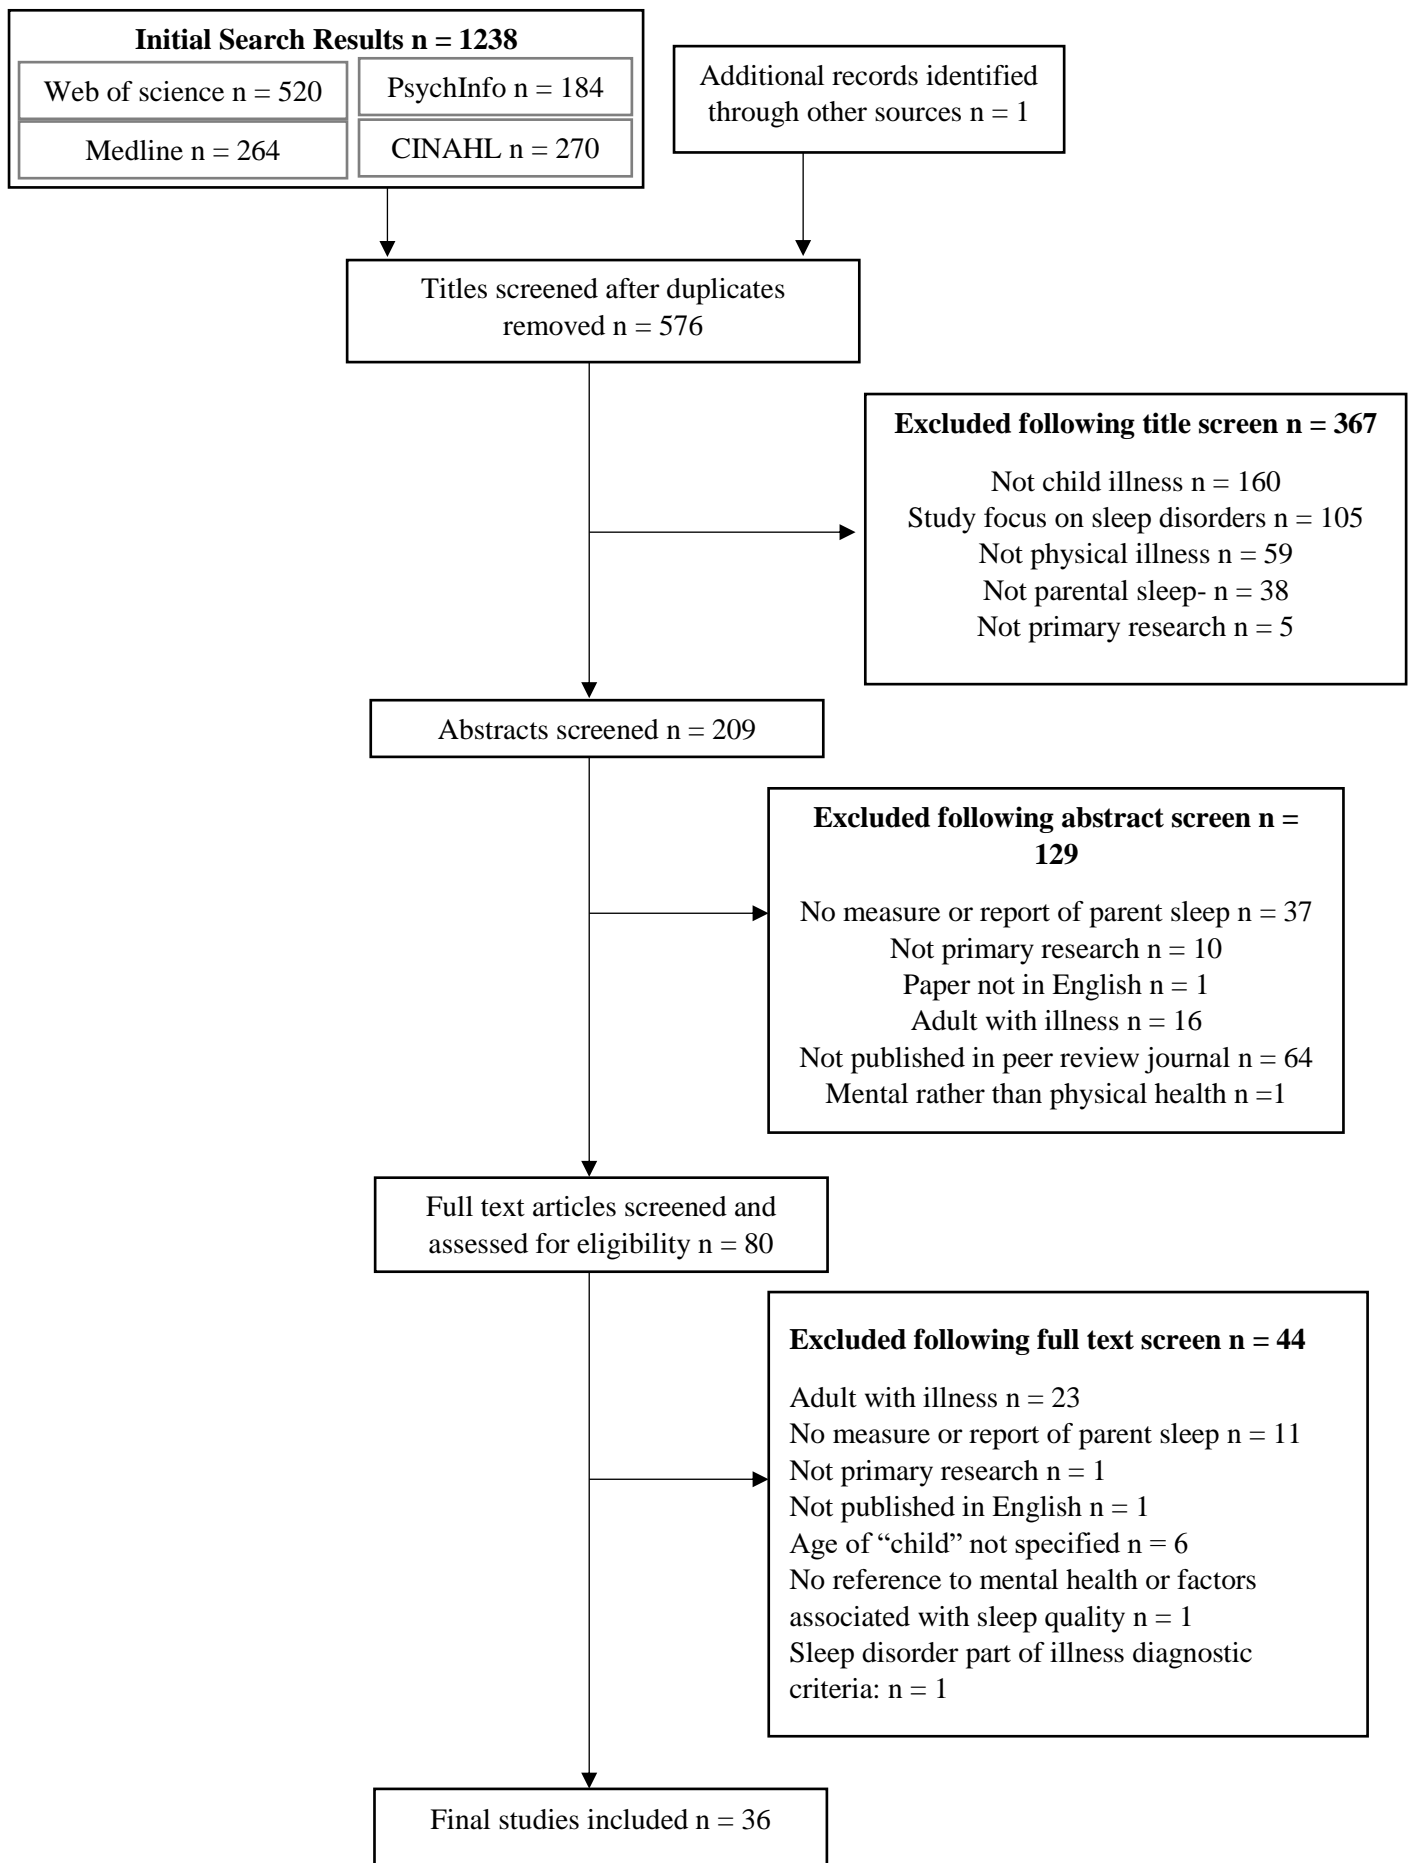 Initial Search Results n = 1238
Web of science n = 520
PsychInfo n = 184
Medline n = 264
CINAHL n = 270
Additional records identified
through other sources n = 1
Titles screened after duplicates
removed n = 576
Excluded following title screen n = 367
Not child illness n = 160
Study focus on sleep disorders n = 105
Not physical illness n = 59
Not parental sleep- n = 38
Not primary research n = 5
Abstracts screened n = 209
Excluded following abstract screen n =
129
No measure or report of parent sleep n = 37
Not primary research n = 10
Paper not in English n = 1
Adult with illness n = 16
Not published in peer review journal n = 64
Mental rather than physical health n =1
Full text articles screened and
assessed for eligibility n = 80
Excluded following full text screen n = 44
Adult with illness n = 23
No measure or report of parent sleep n = 11
Not primary research n = 1
Not published in English n = 1
Age of “child” not specified n = 6
No reference to mental health or factors
associated with sleep quality n = 1
Sleep disorder part of illness diagnostic
criteria: n = 1
Final studies included n = 36